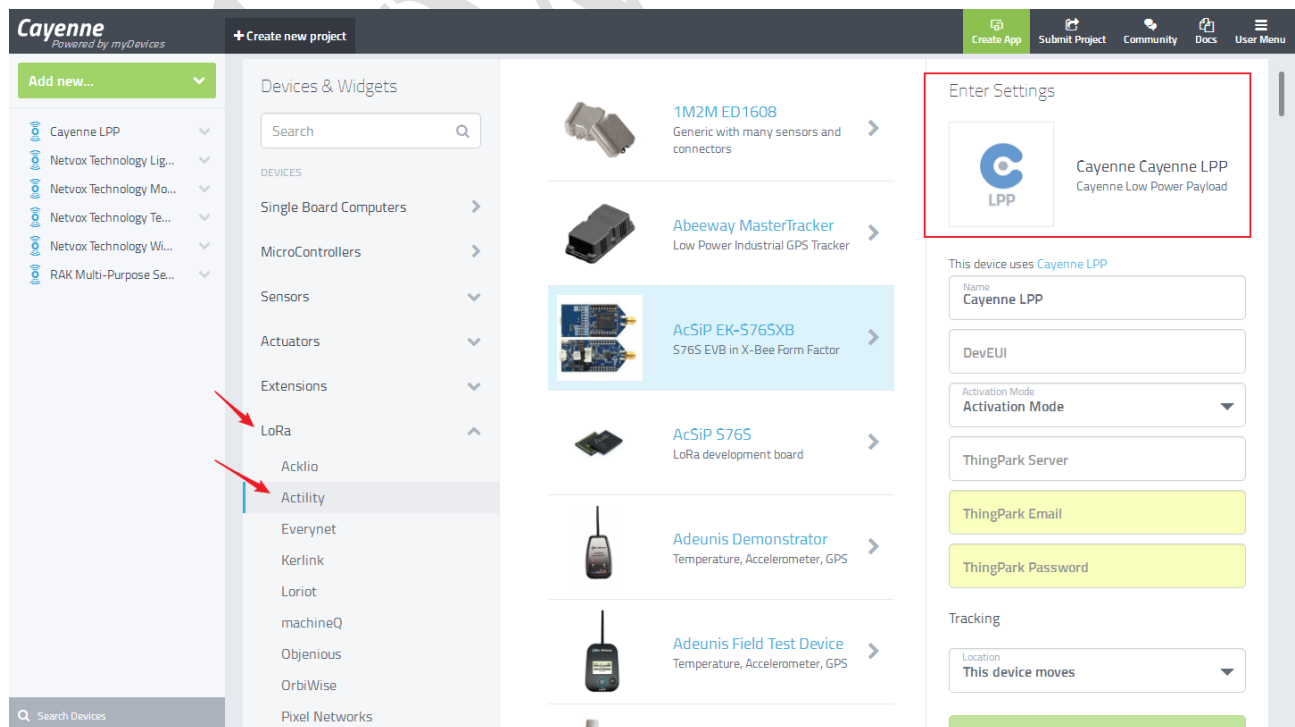 Cayenne
Powered by myDevices
+ Create new project
Create App
Submit Project
Community
Docs
User Menu
Add new...
Cayenne LPP
Netvox Technology Lig...
Netvox Technology Mo...
Netvox Technology Te...
Netvox Technology Wi...
RAK Multi-Purpose Se...
Search Devices
Devices & Widgets
Search
DEVICES
Single Board Computers
MicroControllers
Sensors
Actuators
Extensions
LoRa
Acklio
Actility
Everynet
Kerlink
Loriot
machineQ
Objenious
OrbiWise
Pixel Networks
1M2M ED1608
Generic with many sensors and
connectors
Abeeway MasterTracker
Low Power Industrial GPS Tracker
AcSiP EK-S76SXB
S76S EVB in X-Bee Form Factor
AcSiP S76S
LoRa development board
Adeunis Demonstrator
Temperature, Accelerometer, GPS
Adeunis Field Test Device
Temperature, Accelerometer, GPS
Enter Settings
LPP
Cayenne Cayenne LPP
Cayenne Low Power Payload
This device uses Cayenne LPP
Name
Cayenne LPP
DevEUI
Activation Mode
Activation Mode
ThingPark Server
ThingPark Email
ThingPark Password
Tracking
Location
This device moves